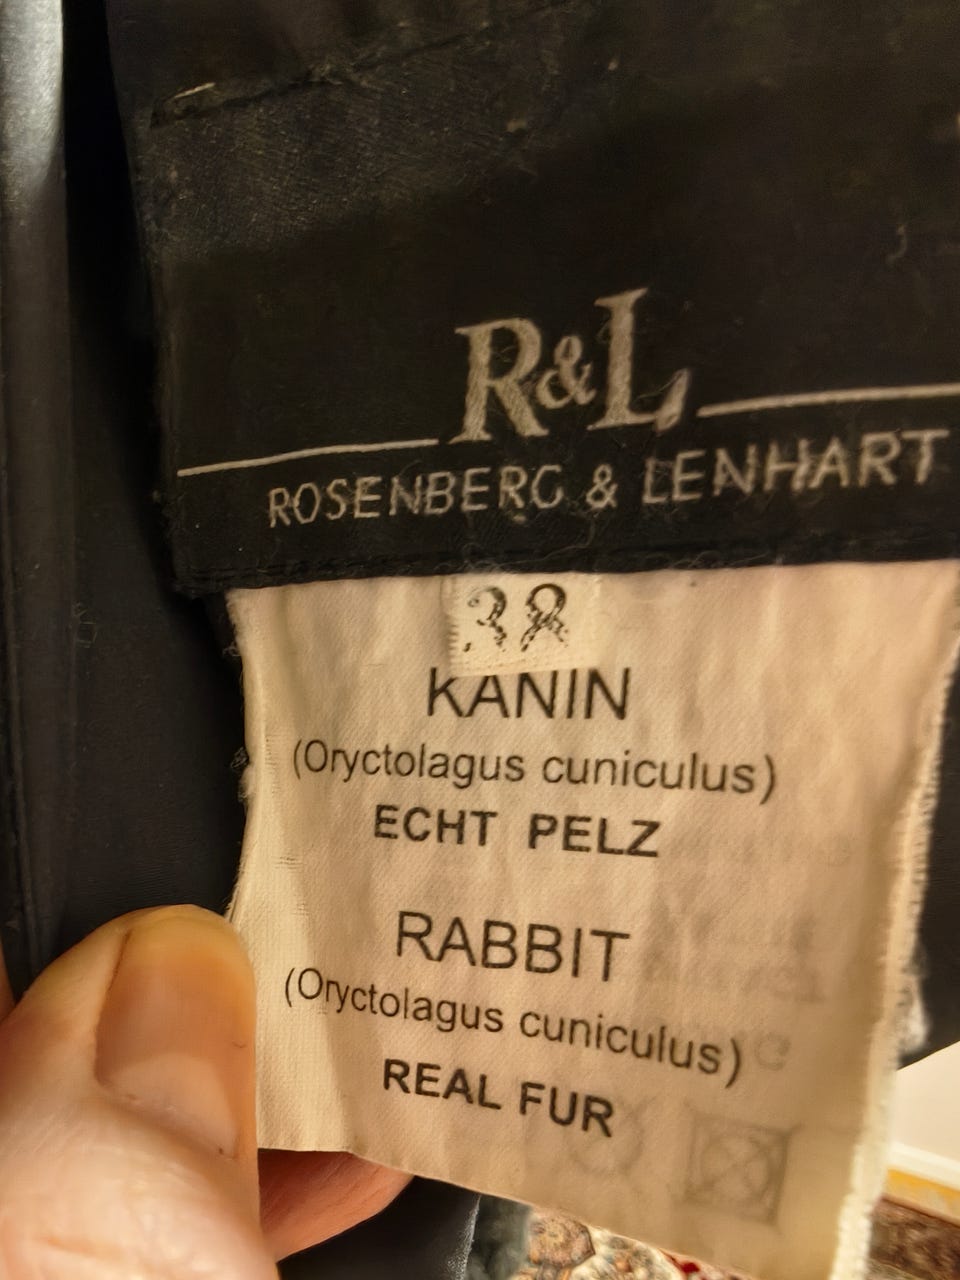 R&L
ROSENBERG & LENHART
38
KANIN
(Oryctolagus cuniculus)
ECHT PELZ
RABBIT
(Oryctolagus cuniculus)
REAL FUR